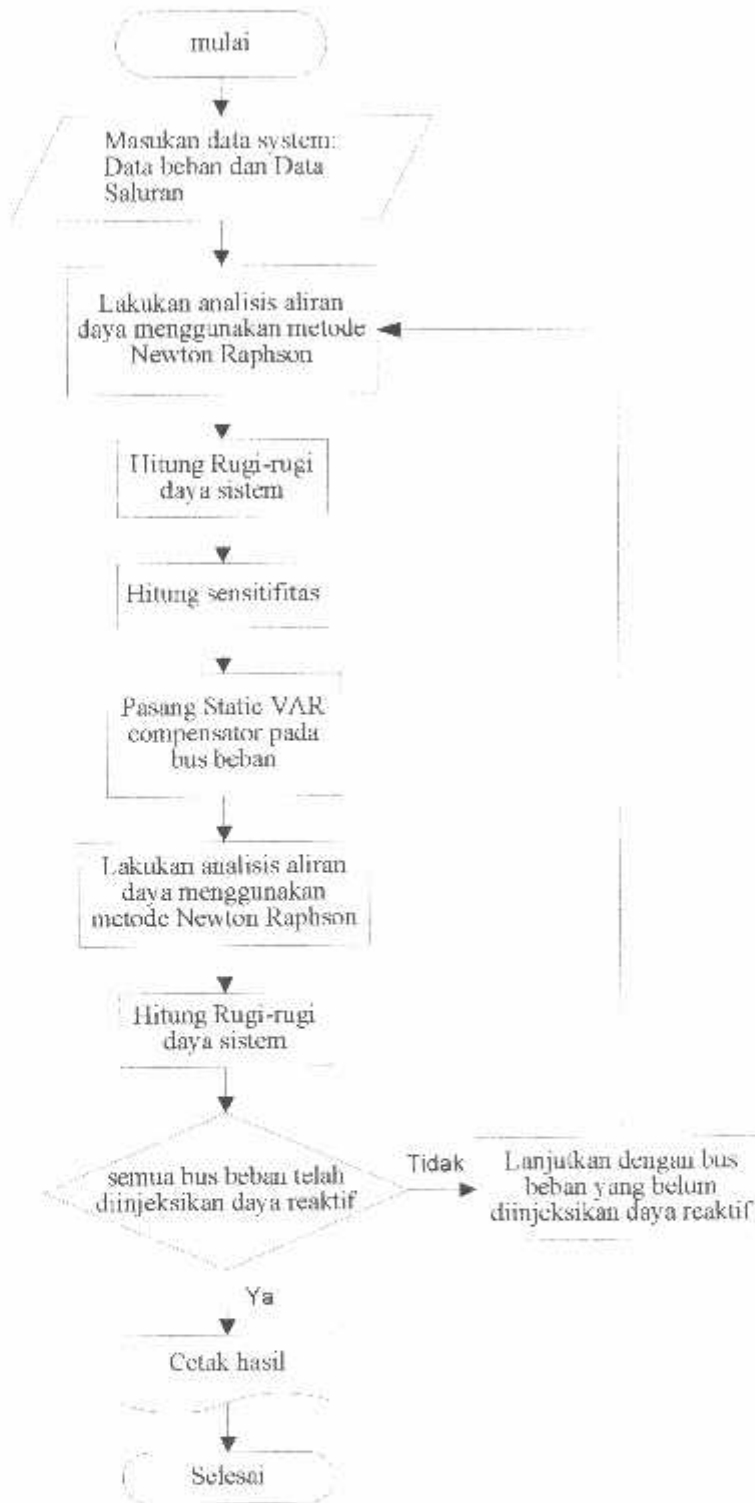 mulai
Masukan data system:
Data beban dan Data
Saluran
Lakukan analisis aliran
daya menggunakan metode
Newton Raphson
Hitung Rugi-rugi
daya sistem
Hitung sensitifitas
Pasang Static VAR
compensator pada
bus beban
Lakukan analisis aliran
daya menggunakan
metode Newton Raphson
Hitung Rugi-rugi
daya sistem
semua bus beban telah
diinjeksikan daya reaktif
Tidak
Lanjutkan dengan bus
beban yang belum
diinjeksikan daya reaktif
Ya
Cetak hasil
Selesai